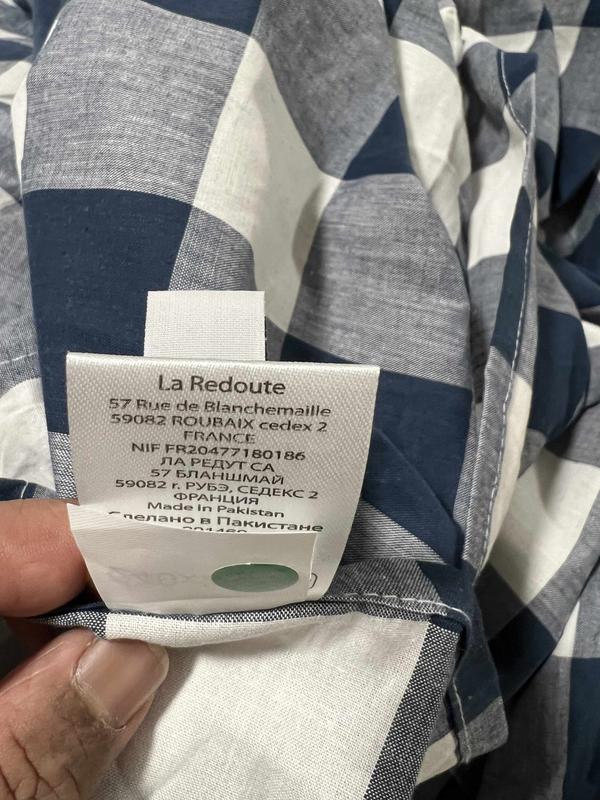 La Redoute
57 Rue de Blanchemaille
59082 ROUBAIX cedex 2
FRANCE
NIF FR20477180186
ЛА РЕДУТ СА
57 БЛАНШМАЙ
59082 г. РУБЭ, СЕДЕКС 2
ФРАНЦИЯ
Made In Pakistan
Сделано в Пакистане